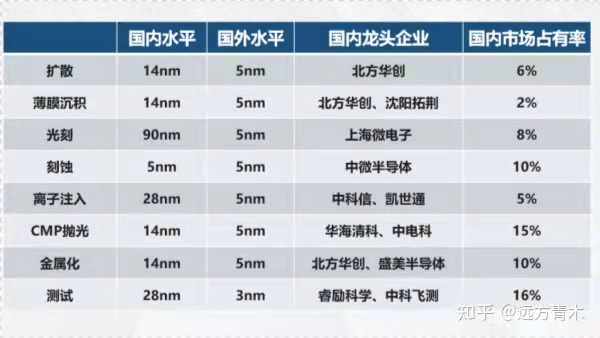 国内水平 国外水平 国内龙头企业 国内市场占有率
扩散 14nm 5nm 北方华创 6%
薄膜沉积 14nm 5nm 北方华创、沈阳拓荆 2%
光刻 90nm 5nm 上海微电子 8%
刻蚀 5nm 5nm 中微半导体 10%
离子注入 28nm 5nm 中科信、凯世通 5%
CMP抛光 14nm 5nm 华海清科、中电科 15%
金属化 14nm 5nm 北方华创、盛美半导体 10%
测试 28nm 3nm 睿励科学、中科飞测 16%
知乎 @远方青木